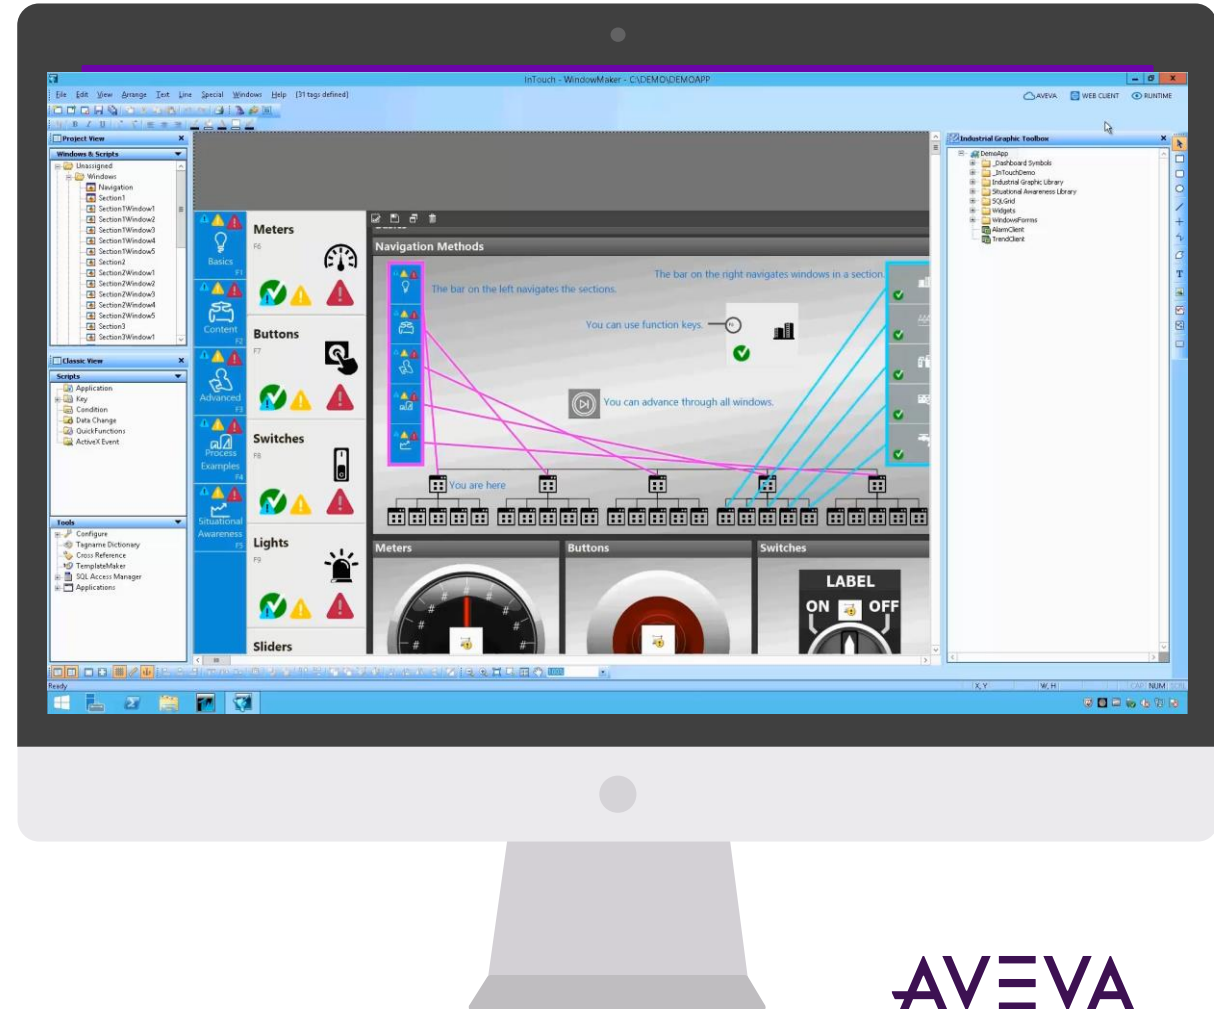 InTouch - WindowMaker - C:\DEMO\DEMOAPP
File Edit View Arrange Text Line Special Windows Help [31 tags defined]
AVEVA WEB CLIENT RUNTIME
Project View
Windows & Scripts
Unassigned
Windows
Navigation
Section1
Section1Window1
Section1Window2
Section1Window3
Section1Window4
Section1Window5
Section2
Section2Window1
Section2Window2
Section2Window3
Section2Window4
Section2Window5
Section3
Section3Window1
Classic View
Scripts
Application
Key
Condition
Data Change
QuickFunctions
ActiveX Event
Tools
Configure
Tagname Dictionary
Cross Reference
TemplateMaker
SQL Access Manager
Applications
Basics
F1
Content
F2
Advanced
F3
Process
Examples
F4
Situational
Awareness
F5
Meters
F6
Buttons
F7
Switches
F8
Lights
F9
Sliders
Navigation Methods
The bar on the right navigates windows in a section.
The bar on the left navigates the sections.
You can use function keys.
You can advance through all windows.
You are here
Meters
Buttons
Switches
LABEL
ON OFF
Industrial Graphic Toolbox
DemoApp
_Dashboard Symbols
_InTouchDemo
Industrial Graphic Library
Situational Awareness Library
SQLGrid
Widgets
WindowsForms
AlarmClient
TrendClient
100%
Ready
X, Y W, H CAP NUM
AVEVA